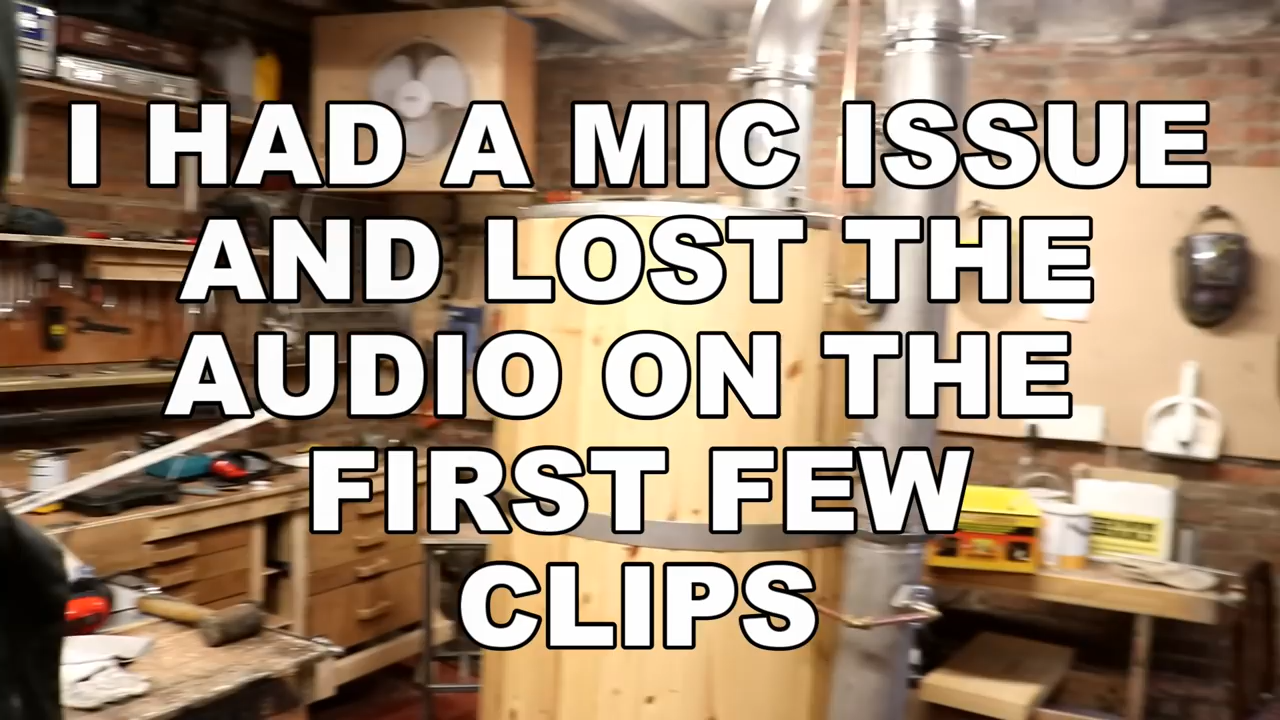 I HAD A MIC ISSUE
AND LOST THE
AUDIO ON THE
FIRST FEW
CLIPS